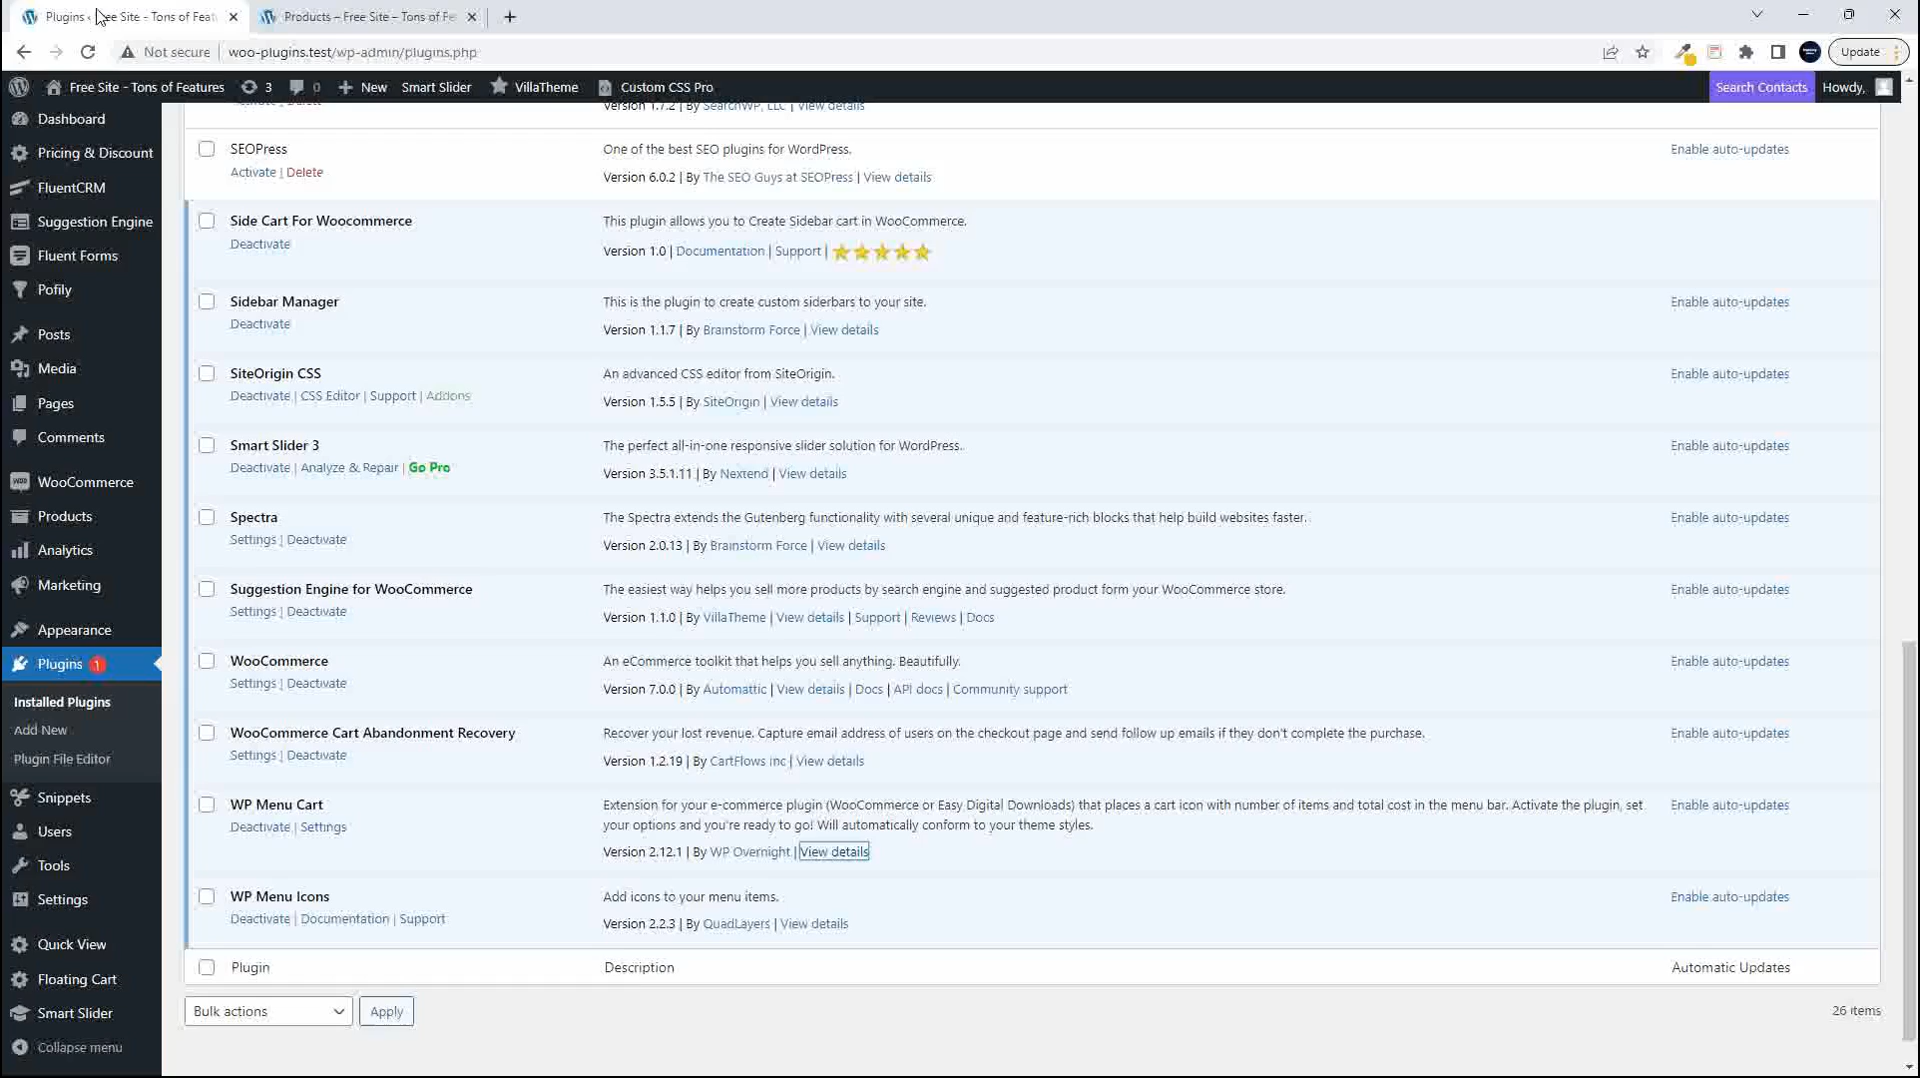 Plugins ‹ Free Site – Tons of Feat
Products – Free Site – Tons of Fe
Not secure
woo-plugins.test/wp-admin/plugins.php
Update
Free Site - Tons of Features
3
0
New
Smart Slider
VillaTheme
Custom CSS Pro
Search Contacts
Howdy,
Dashboard
Pricing & Discount
FluentCRM
Suggestion Engine
Fluent Forms
Pofily
Posts
Media
Pages
Comments
WooCommerce
Products
Analytics
Marketing
Appearance
Plugins 1
Installed Plugins
Add New
Plugin File Editor
Snippets
Users
Tools
Settings
Quick View
Floating Cart
Smart Slider
Collapse menu
Activate | Delete
Version 1.7.2 | By SearchWP, LLC | View details
SEOPress
Activate | Delete
One of the best SEO plugins for WordPress.
Version 6.0.2 | By The SEO Guys at SEOPress | View details
Enable auto-updates
Side Cart For Woocommerce
Deactivate
This plugin allows you to Create Sidebar cart in WooCommerce.
Version 1.0 | Documentation | Support |
Sidebar Manager
Deactivate
This is the plugin to create custom siderbars to your site.
Version 1.1.7 | By Brainstorm Force | View details
Enable auto-updates
SiteOrigin CSS
Deactivate | CSS Editor | Support | Addons
An advanced CSS editor from SiteOrigin.
Version 1.5.5 | By SiteOrigin | View details
Enable auto-updates
Smart Slider 3
Deactivate | Analyze & Repair | Go Pro
The perfect all-in-one responsive slider solution for WordPress.
Version 3.5.1.11 | By Nextend | View details
Enable auto-updates
Spectra
Settings | Deactivate
The Spectra extends the Gutenberg functionality with several unique and feature-rich blocks that help build websites faster.
Version 2.0.13 | By Brainstorm Force | View details
Enable auto-updates
Suggestion Engine for WooCommerce
Settings | Deactivate
The easiest way helps you sell more products by search engine and suggested product form your WooCommerce store.
Version 1.1.0 | By VillaTheme | View details | Support | Reviews | Docs
Enable auto-updates
WooCommerce
Settings | Deactivate
An eCommerce toolkit that helps you sell anything. Beautifully.
Version 7.0.0 | By Automattic | View details | Docs | API docs | Community support
Enable auto-updates
WooCommerce Cart Abandonment Recovery
Settings | Deactivate
Recover your lost revenue. Capture email address of users on the checkout page and send follow up emails if they don't complete the purchase.
Version 1.2.19 | By CartFlows Inc | View details
Enable auto-updates
WP Menu Cart
Deactivate | Settings
Extension for your e-commerce plugin (WooCommerce or Easy Digital Downloads) that places a cart icon with number of items and total cost in the menu bar. Activate the plugin, set
your options and you're ready to go! Will automatically conform to your theme styles.
Version 2.12.1 | By WP Overnight | View details
Enable auto-updates
WP Menu Icons
Deactivate | Documentation | Support
Add icons to your menu items.
Version 2.2.3 | By QuadLayers | View details
Enable auto-updates
Plugin
Description
Automatic Updates
Bulk actions
Apply
26 items